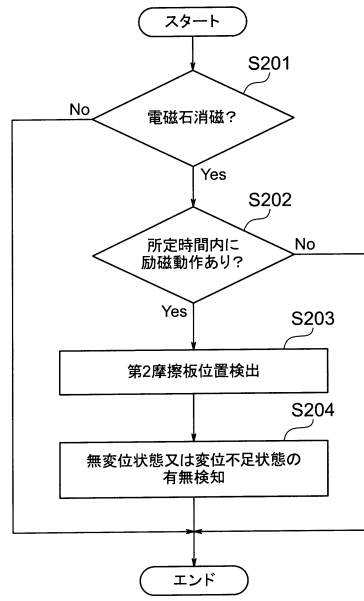 スタート
S201
電磁石消磁?
No
Yes
S202
所定時間内に
励磁動作あり?
No
Yes
S203
第2摩擦板位置検出
S204
無変位状態又は変位不足状態の
有無検知
エンド